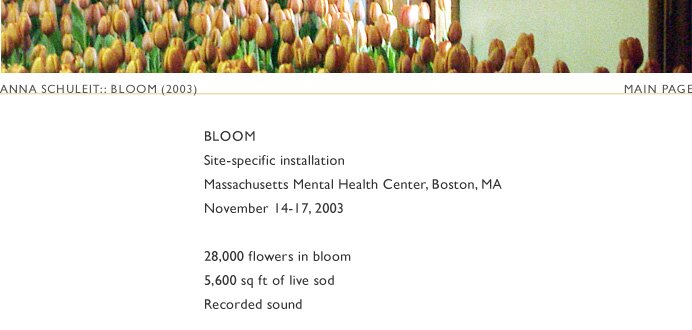 ANNA SCHULEIT:: BLOOM (2003)
MAIN PAGE
BLOOM
Site-specific installation
Massachusetts Mental Health Center, Boston, MA
November 14-17, 2003
28,000 flowers in bloom
5,600 sq ft of live sod
Recorded sound